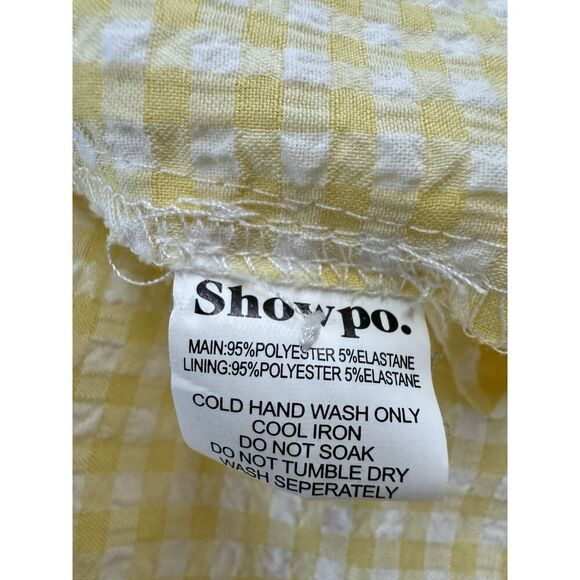 Showpo.
MAIN:95%POLYESTER 5%ELASTANE
LINING:95%POLYESTER 5%ELASTANE
COLD HAND WASH ONLY
COOL IRON
DO NOT SOAK
DO NOT TUMBLE DRY
WASH SEPERATELY